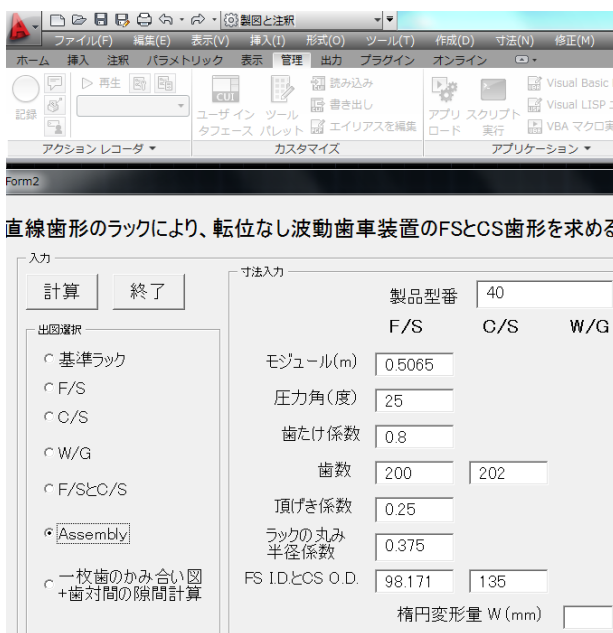 製図と注釈
ファイル(F) 編集(E) 表示(V) 挿入(I) 形式(O) ツール(T) 作成(D) 寸法(N) 修正(M)
ホーム 挿入 注釈 パラメトリック 表示 管理 出力 プラグイン オンライン
再生
記録
CUI
ユーザ イン
タフェース
ツール
パレット
読み込み
書き出し
エイリアスを編集
アプリ
ロード
スクリプト
実行
Visual Basic
Visual LISP
VBA マクロ実
アクション レコーダ カスタマイズ アプリケーション
Form2
直線歯形のラックにより、転位なし波動歯車装置のFSとCS歯形を求める
入力
計算 終了
出図選択
基準ラック
F/S
C/S
W/G
F/SとC/S
Assembly
一枚歯のかみ合い図
+歯対間の隙間計算
寸法入力
製品型番 40
F/S C/S W/G
モジュール(m) 0.5065
圧力角(度) 25
歯たけ係数 0.8
歯数 200 202
頂げき係数 0.25
ラックの丸み
半径係数 0.375
FS I.D.とCS O.D. 98.171 135
楕円変形量 W(mm)